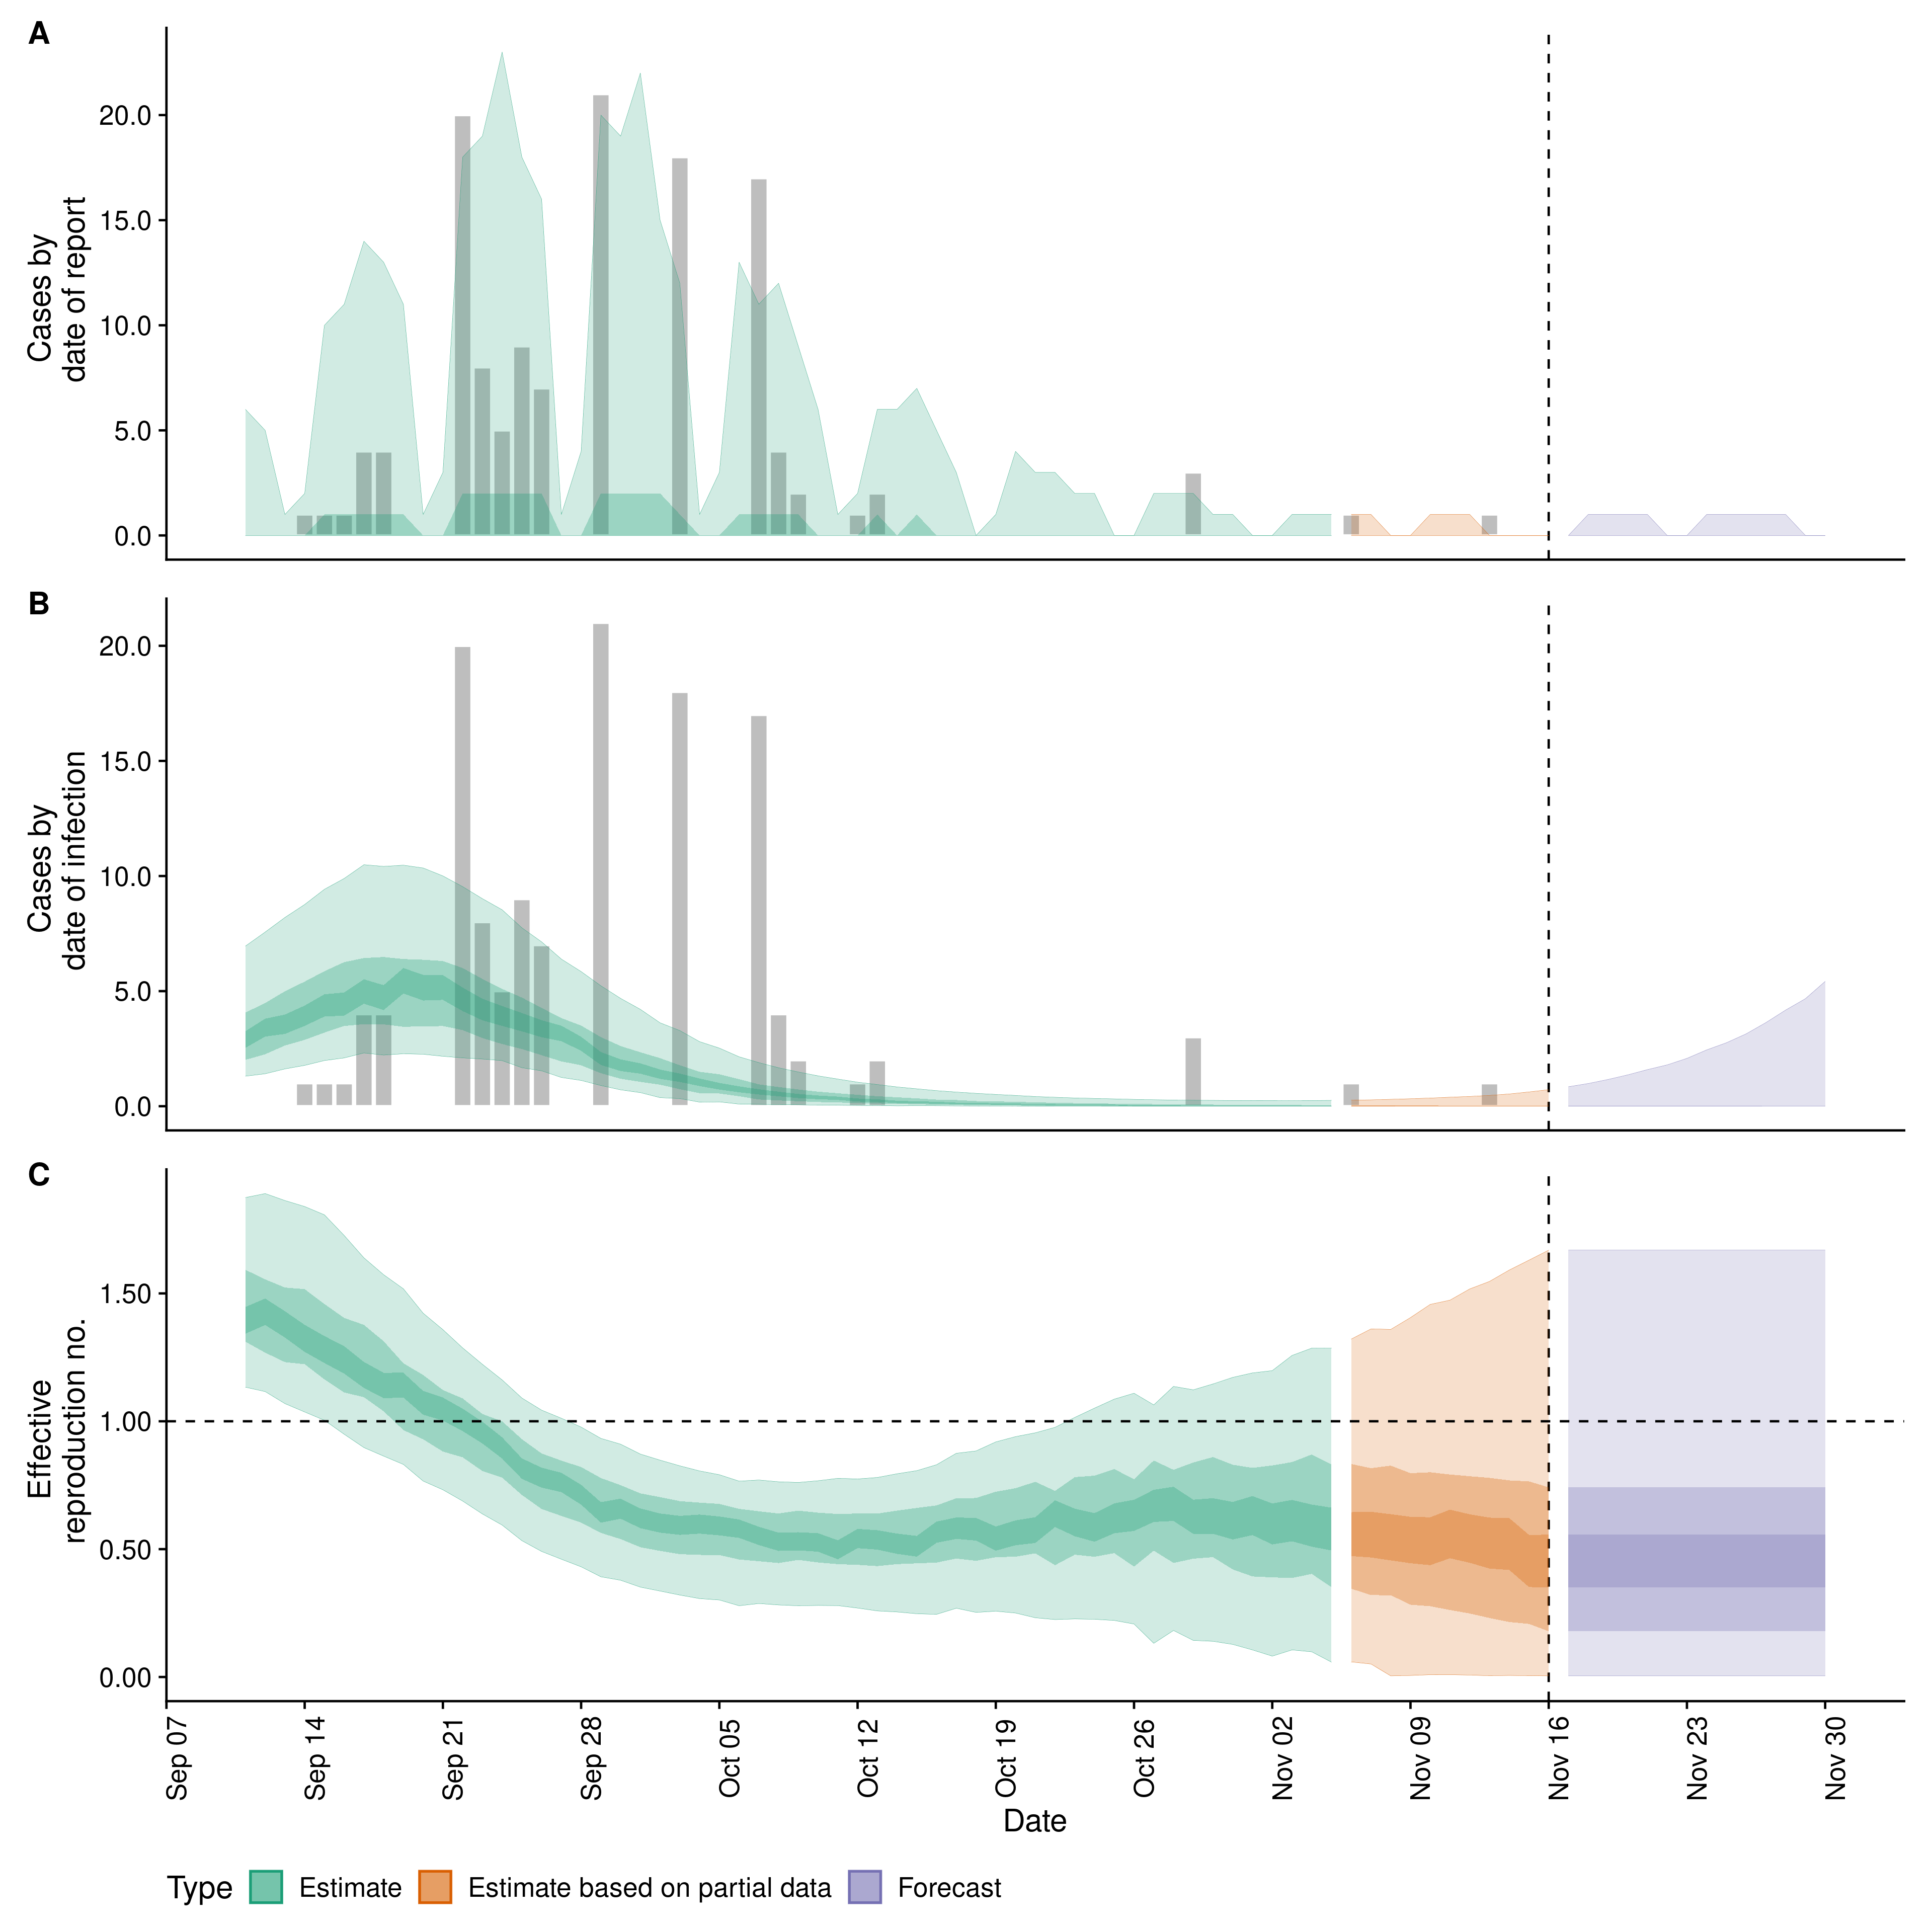 A
Cases by
date of report
20.0
15.0
10.0
5.0
0.0
B
Cases by
date of infection
20.0
15.0
10.0
5.0
0.0
C
Effective
reproduction no.
1.50
1.00
0.50
0.00
Sep 07
Sep 14
Sep 21
Sep 28
Oct 05
Oct 12
Oct 19
Oct 26
Nov 02
Nov 09
Nov 16
Nov 23
Nov 30
Date
Type Estimate Estimate based on partial data Forecast